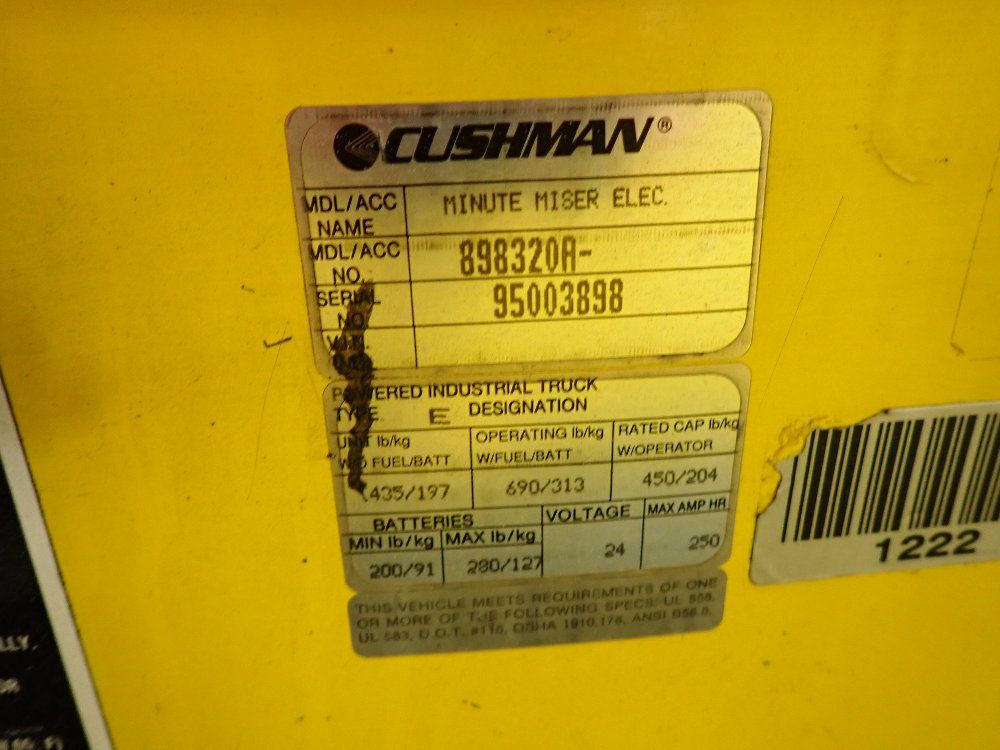 CUSHMAN®
MDL/ACC NAME MINUTE MISER ELEC.
MDL/ACC NO. 898320A-
SERIAL NO. 95003898
V.I.N.
POWERED INDUSTRIAL TRUCK
TYPE E DESIGNATION
UNIT lb/kg OPERATING lb/kg RATED CAP lb/kg
W/O FUEL/BATT W/FUEL/BATT W/OPERATOR
435/197 690/313 450/204
BATTERIES VOLTAGE MAX AMP HR
MIN lb/kg MAX lb/kg
200/91 280/127 24 250
THIS VEHICLE MEETS REQUIREMENTS OF ONE
OR MORE OF THE FOLLOWING SPECS: UL 558,
UL 583, D.O.T. #116, OSHA 1910.178, ANSI B56.8,
1222
LLY.
OR